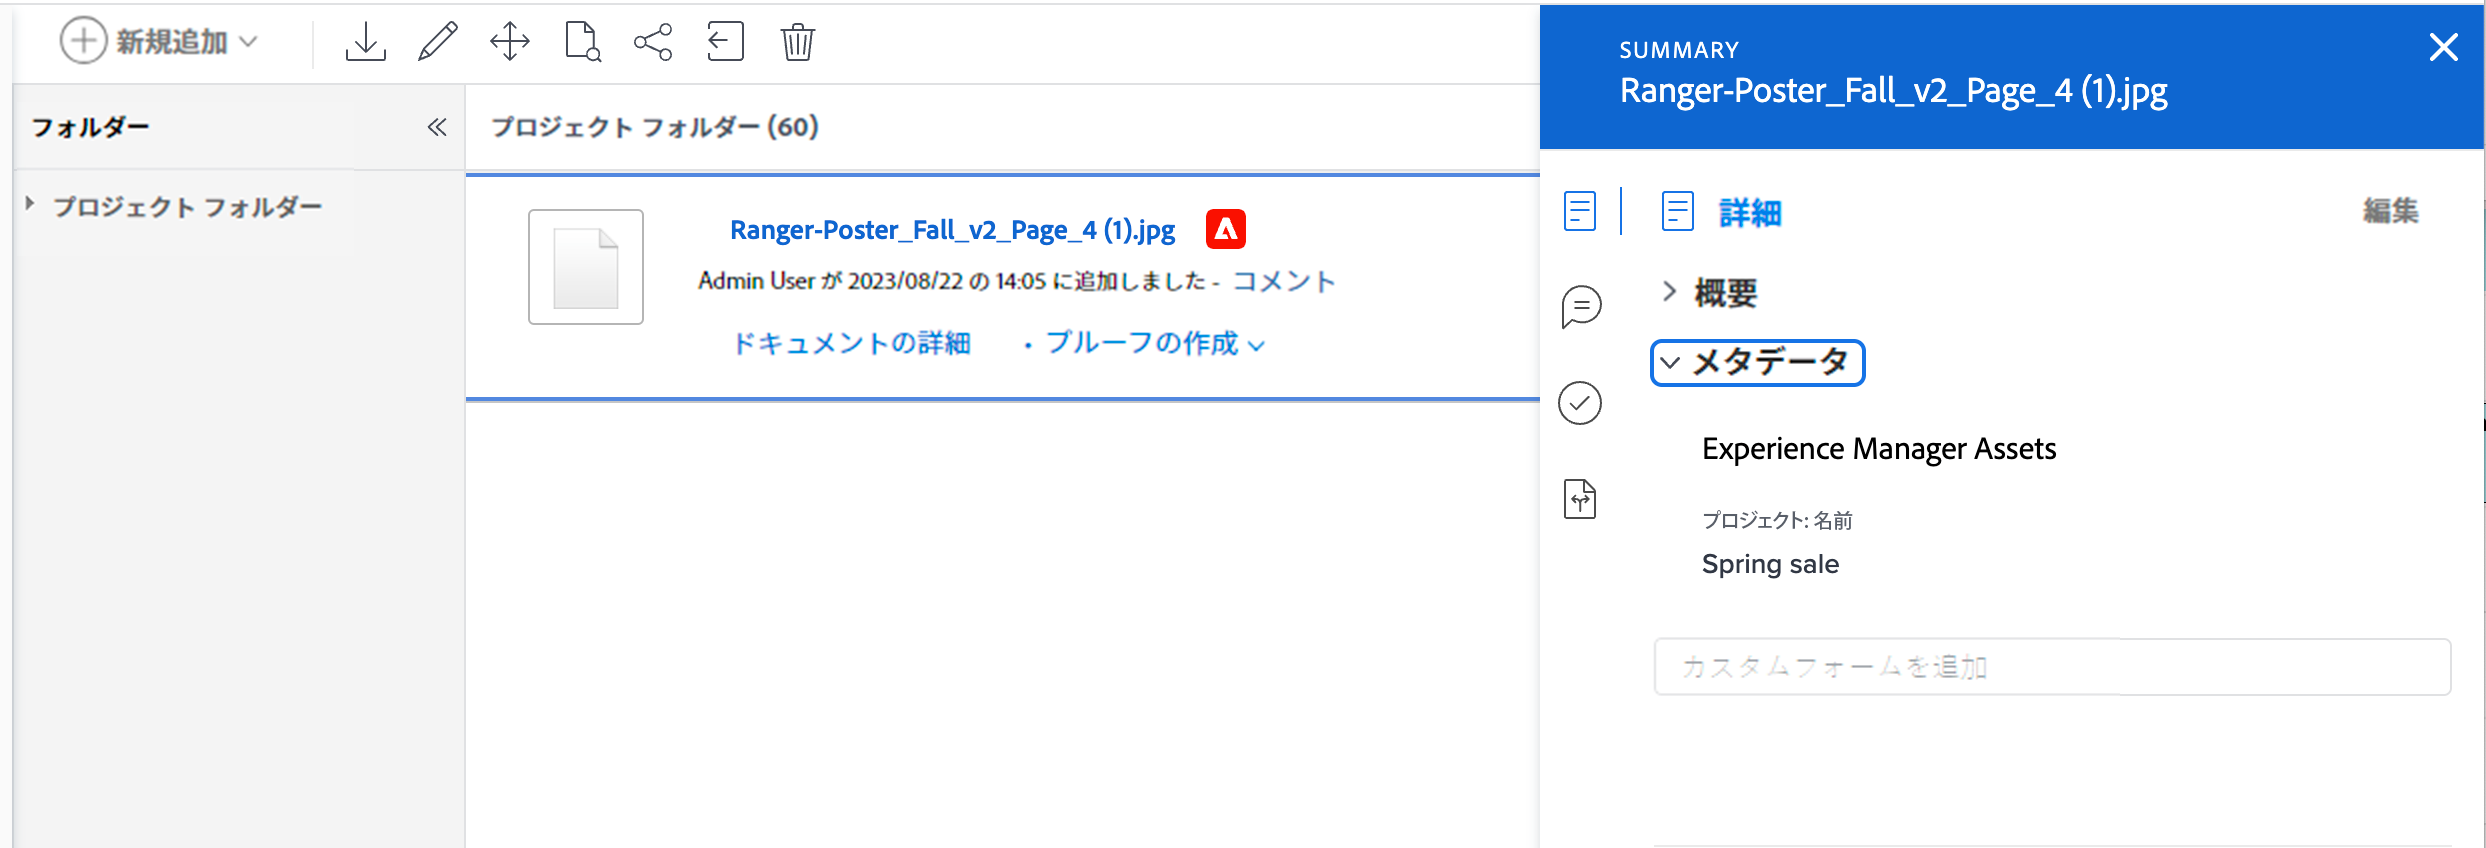 新規追加
フォルダー
プロジェクト フォルダー
プロジェクト フォルダー (60)
Ranger-Poster_Fall_v2_Page_4 (1).jpg
Admin User が 2023/08/22 の 14:05 に追加しました - コメント
ドキュメントの詳細 • プルーフの作成
SUMMARY
Ranger-Poster_Fall_v2_Page_4 (1).jpg
詳細
編集
概要
メタデータ
Experience Manager Assets
プロジェクト: 名前
Spring sale
カスタムフォームを追加